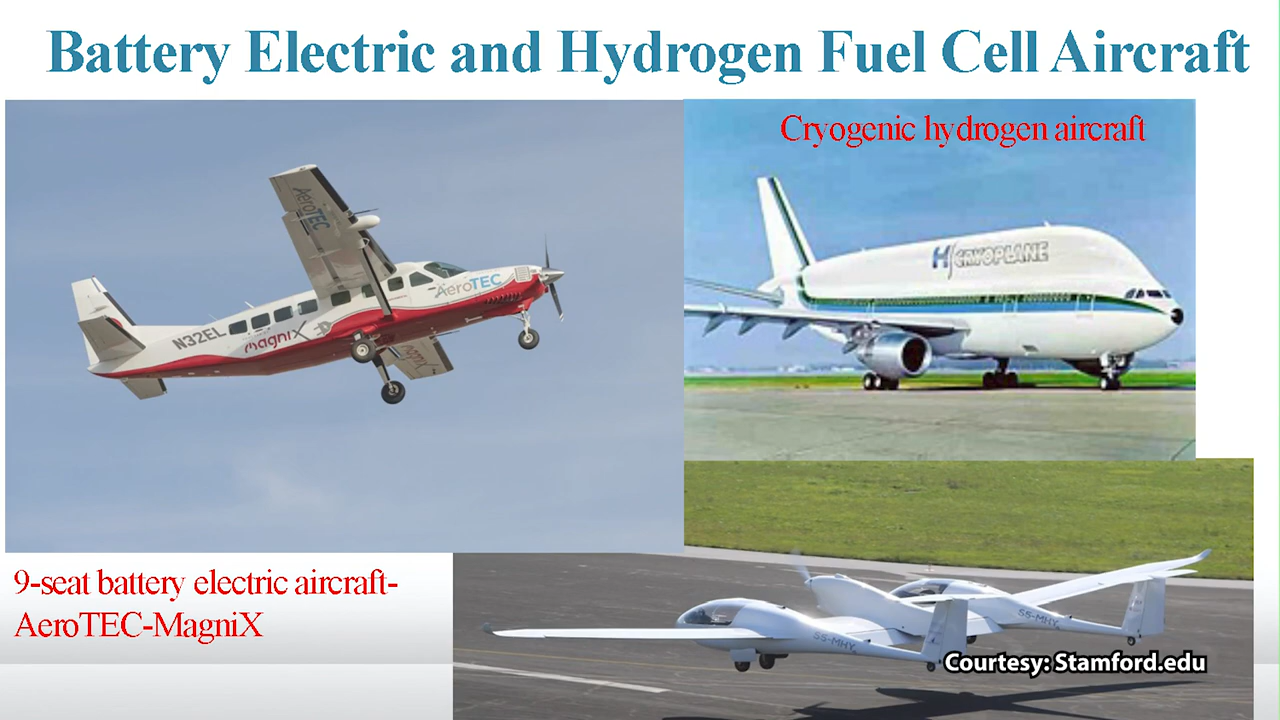 Battery Electric and Hydrogen Fuel Cell Aircraft
Cryogenic hydrogen aircraft
AeroTEC
AeroTEC
N32EL
magniX
H CRYOPLANE
9-seat battery electric aircraft-
AeroTEC-MagniX
S5-MHY
S5-MHY
Courtesy: Stamford.edu